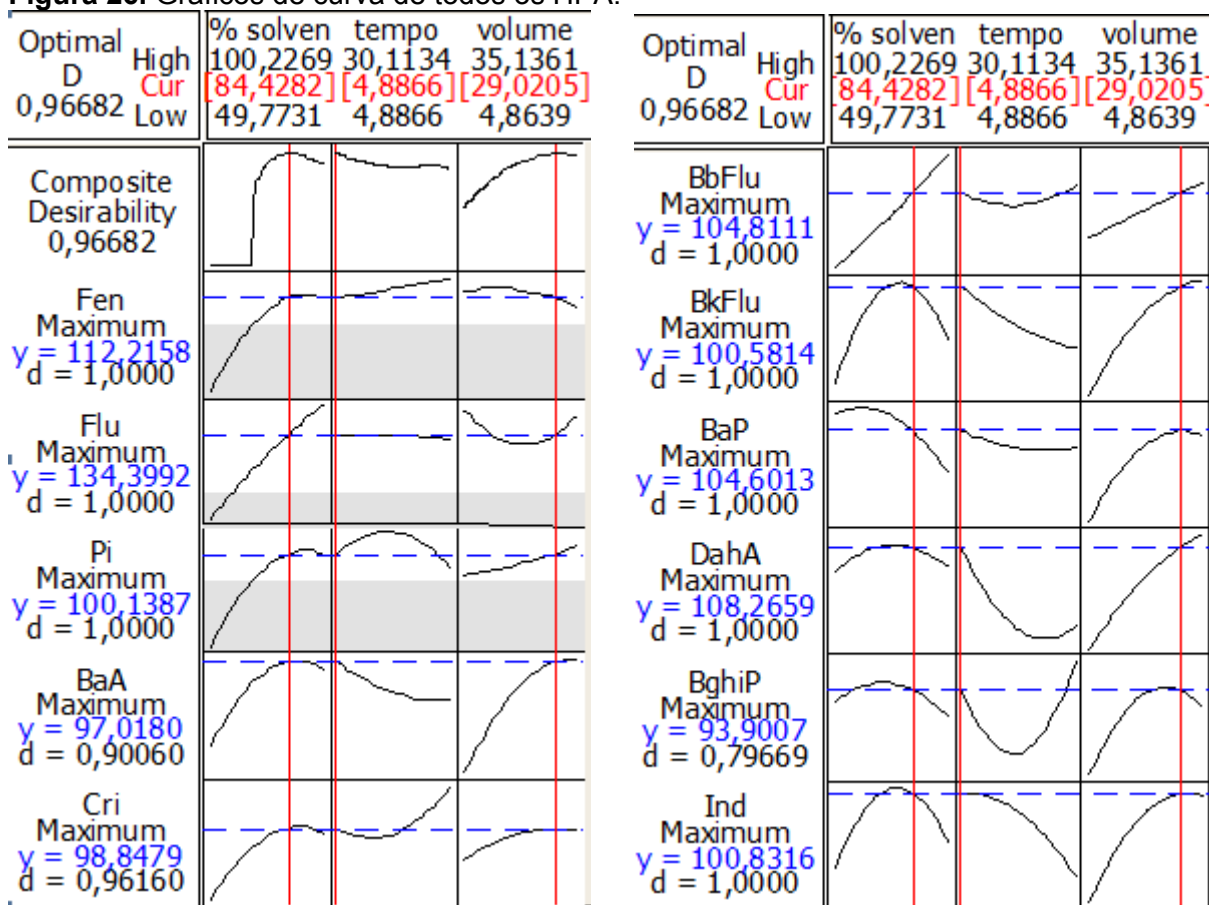 Figura 26. Gráficos de curva de todos os HPA.
Optimal
D
0,96682
High
Cur
Low
% solven tempo volume
100,2269 30,1134 35,1361
[84,4282] [4,8866] [29,0205]
49,7731 4,8866 4,8639
Composite
Desirability
0,96682
Fen
Maximum
y = 112,2158
d = 1,0000
Flu
Maximum
y = 134,3992
d = 1,0000
Pi
Maximum
y = 100,1387
d = 1,0000
BaA
Maximum
y = 97,0180
d = 0,90060
Cri
Maximum
y = 98,8479
d = 0,96160
Optimal
D
0,96682
High
Cur
Low
% solven tempo volume
100,2269 30,1134 35,1361
[84,4282] [4,8866] [29,0205]
49,7731 4,8866 4,8639
BbFlu
Maximum
y = 104,8111
d = 1,0000
BkFlu
Maximum
y = 100,5814
d = 1,0000
BaP
Maximum
y = 104,6013
d = 1,0000
DahA
Maximum
y = 108,2659
d = 1,0000
BghiP
Maximum
y = 93,9007
d = 0,79669
Ind
Maximum
y = 100,8316
d = 1,0000